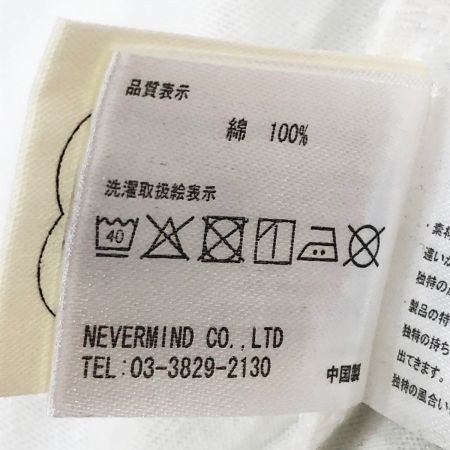 品質表示
綿 100%
洗濯取扱絵表示
40
NEVERMIND CO.,LTD
TEL:03-3829-2130
中国製
・素材
違いか
独特の
・製品の特
独特の持ち
出てきます。
独特の風合い